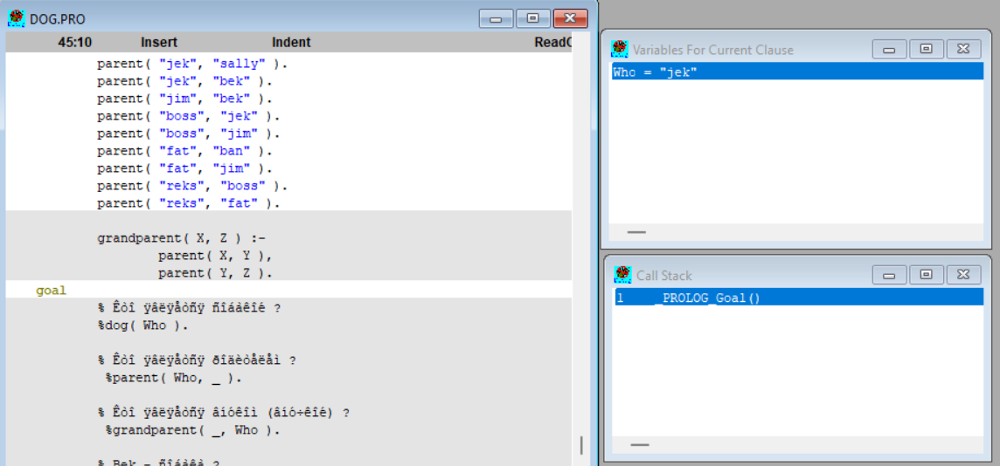 DOG.PRO
45:10 Insert Indent
parent( "jek", "sally" ).
parent( "jek", "bek" ).
parent( "jim", "bek" ).
parent( "boss", "jek" ).
parent( "boss", "jim" ).
parent( "fat", "ban" ).
parent( "fat", "jim" ).
parent( "reks", "boss" ).
parent( "reks", "fat" ).
grandparent( X, Z ) :-
parent( X, Y ),
parent( Y, Z ).
goal
% Êòî ÿâëÿåòñÿ ñîáàêîé ?
%dog( Who ).
% Êòî ÿâëÿåòñÿ ðîäèòåëåì ?
%parent( Who, _ ).
% Êòî ÿâëÿåòñÿ âíóêîì (âíó÷êîé) ?
%grandparent( _, Who ).
% Bek - ñîáàêà ?
Variables For Current Clause
Who = "jek"
Call Stack
1 _PROLOG_Goal()